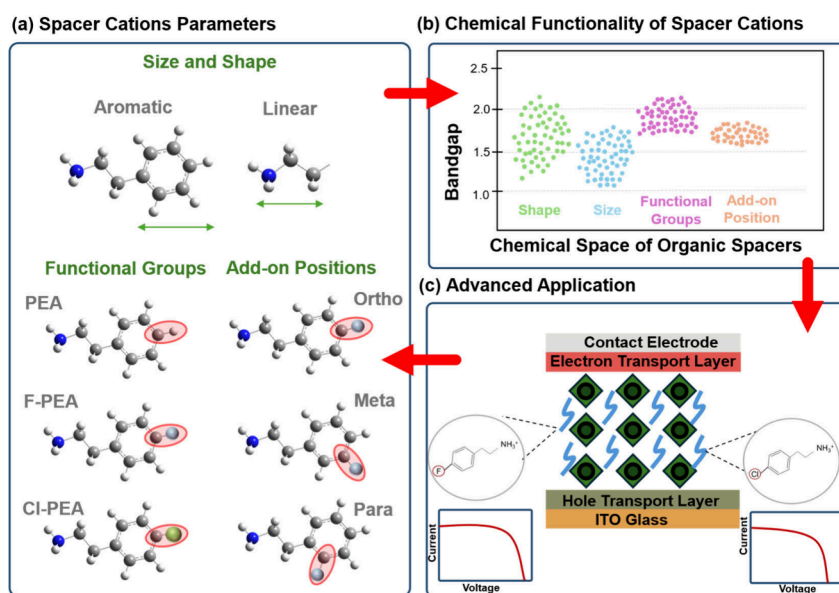 (a) Spacer Cations Parameters
Size and Shape
Aromatic
Linear
Functional Groups
Add-on Positions
PEA
Ortho
F-PEA
Meta
Cl-PEA
Para
(b) Chemical Functionality of Spacer Cations
Bandgap
2.5
2.0
1.5
1.0
Shape
Size
Functional
Groups
Add-on
Position
Chemical Space of Organic Spacers
(c) Advanced Application
Contact Electrode
Electron Transport Layer
NH₃⁺
F
NH₃⁺
Cl
Hole Transport Layer
ITO Glass
Current
Voltage
Current
Voltage